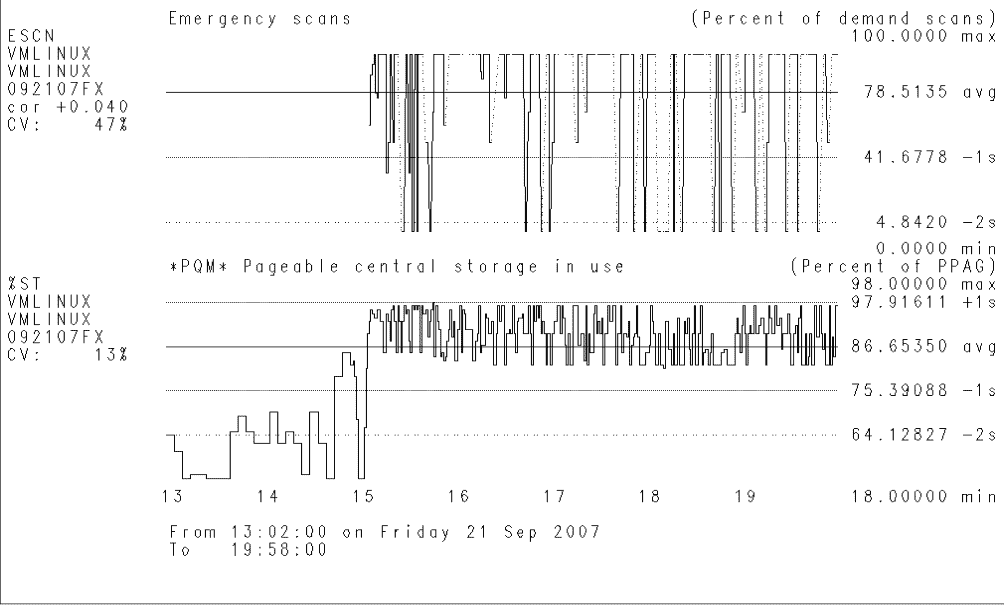 Emergency scans (Percent of demand scans)
ESCN 100.0000 max
VMLINUX
VMLINUX
092107FX 78.5135 avg
cor +0.040
CV: 47%
41.6778 -1s
4.8420 -2s
0.0000 min
*PQM* Pageable central storage in use (Percent of PPAG)
%ST 98.00000 max
VMLINUX 97.91611 +1s
VMLINUX
092107FX
CV: 13% 86.65350 avg
75.39088 -1s
64.12827 -2s
13 14 15 16 17 18 19 18.00000 min
From 13:02:00 on Friday 21 Sep 2007
To 19:58:00